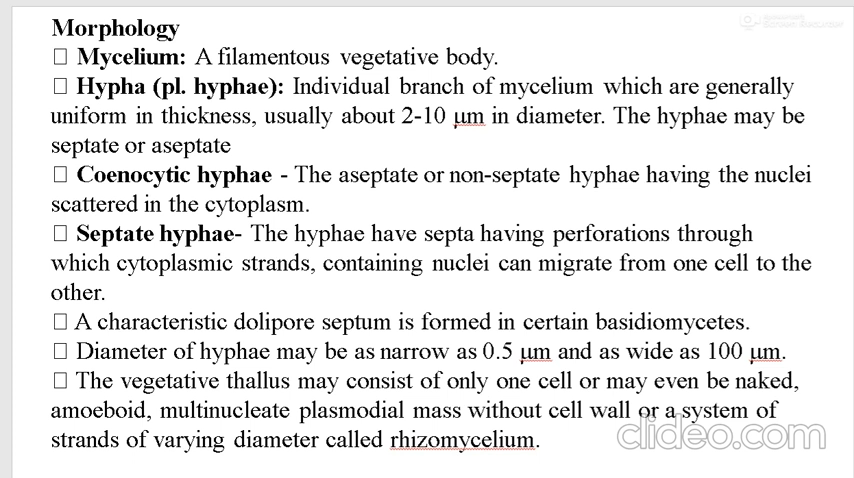 Morphology
□ Mycelium: A filamentous vegetative body.
□ Hypha (pl. hyphae): Individual branch of mycelium which are generally
uniform in thickness, usually about 2-10 μm in diameter. The hyphae may be
septate or aseptate
□ Coenocytic hyphae - The aseptate or non-septate hyphae having the nuclei
scattered in the cytoplasm.
□ Septate hyphae- The hyphae have septa having perforations through
which cytoplasmic strands, containing nuclei can migrate from one cell to the
other.
□ A characteristic dolipore septum is formed in certain basidiomycetes.
□ Diameter of hyphae may be as narrow as 0.5 μm and as wide as 100 μm.
□ The vegetative thallus may consist of only one cell or may even be naked,
amoeboid, multinucleate plasmodial mass without cell wall or a system of
strands of varying diameter called rhizomycelium.
clideo.com